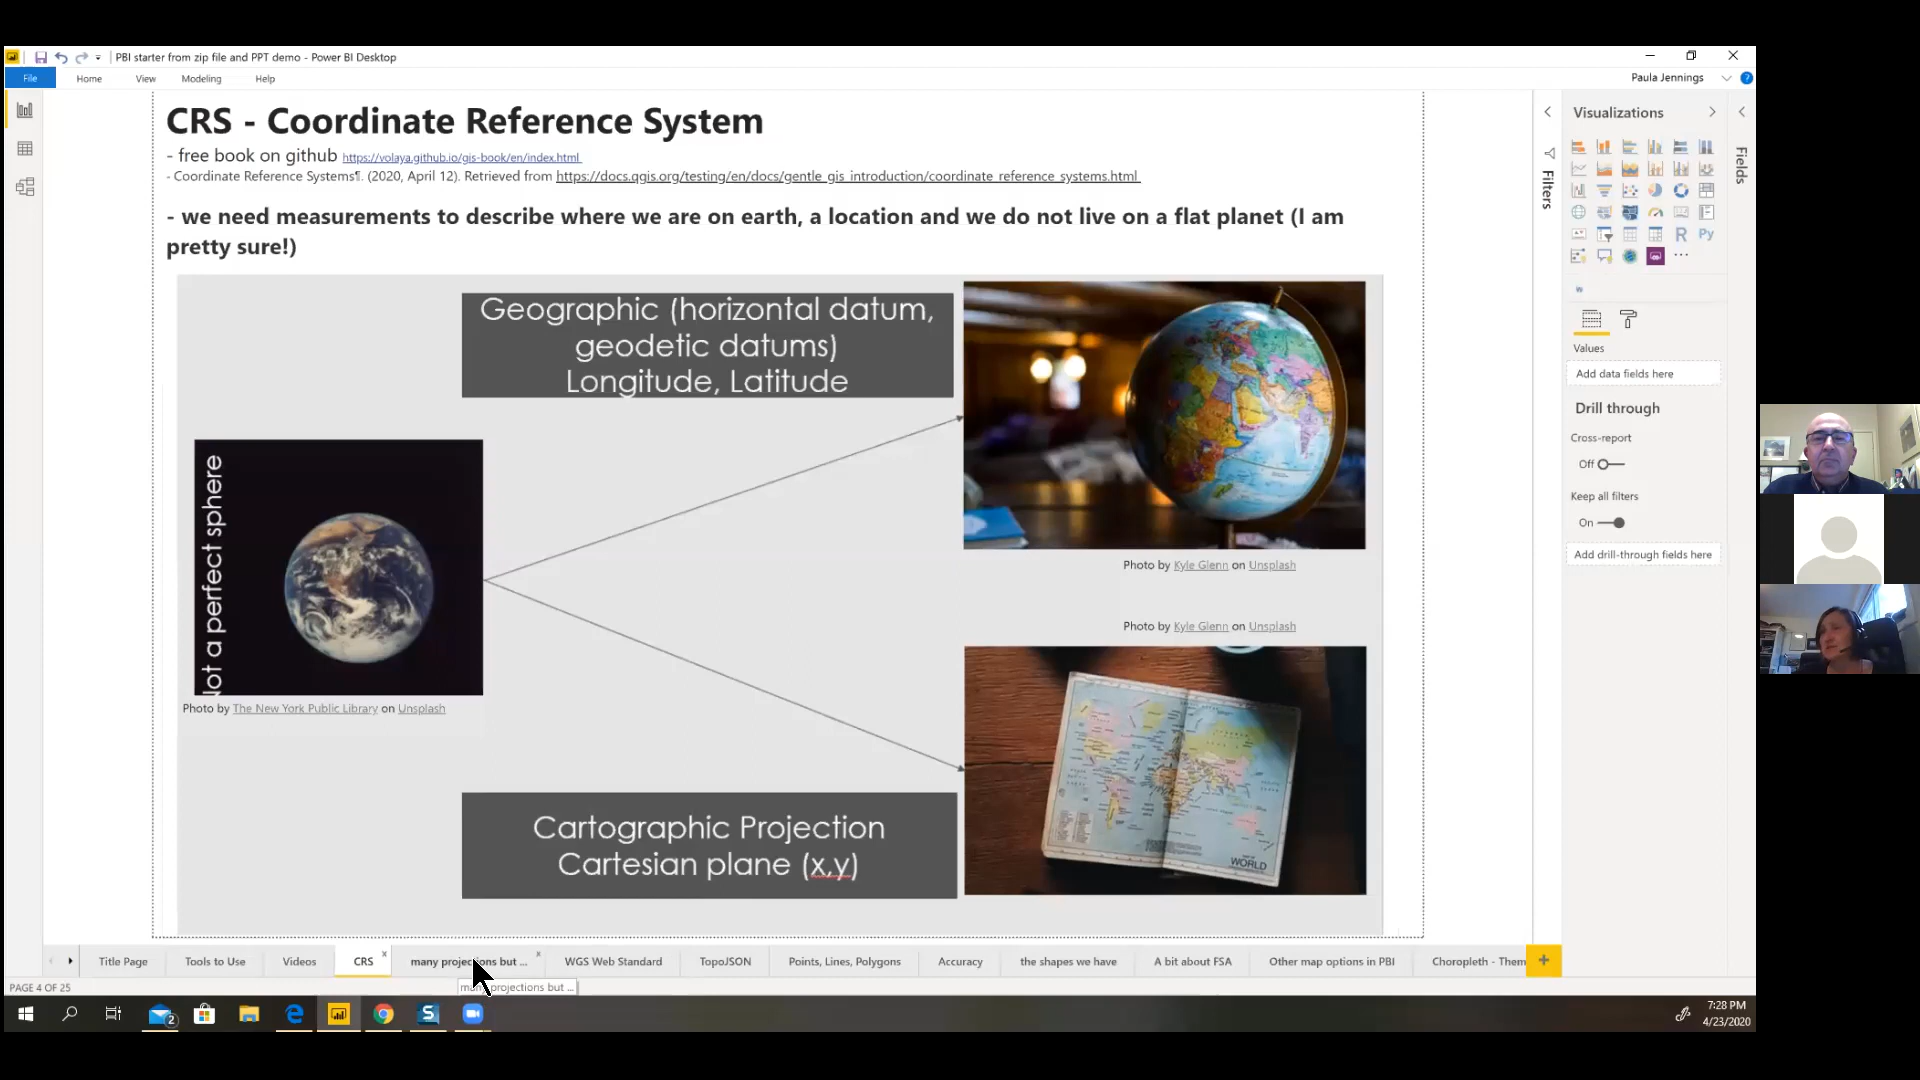 PBI starter from zip file and PPT demo - Power BI Desktop
File Home View Modeling Help
Paula Jennings
CRS - Coordinate Reference System
- free book on github https://volaya.github.io/gis-book/en/index.html
- Coordinate Reference Systems¶. (2020, April 12). Retrieved from https://docs.qgis.org/testing/en/docs/gentle_gis_introduction/coordinate_reference_systems.html
- we need measurements to describe where we are on earth, a location and we do not live on a flat planet (I am
pretty sure!)
Geographic (horizontal datum,
geodetic datums)
Longitude, Latitude
Not a perfect sphere
Photo by Kyle Glenn on Unsplash
Photo by Kyle Glenn on Unsplash
Photo by The New York Public Library on Unsplash
Cartographic Projection
Cartesian plane (x,y)
WORLD
Filters
Visualizations
Fields
R Py
Values
Add data fields here
Drill through
Cross-report
Off
Keep all filters
On
Add drill-through fields here
Title Page Tools to Use Videos CRS many projections but ... WGS Web Standard TopoJSON Points, Lines, Polygons Accuracy the shapes we have A bit about FSA Other map options in PBI Choropleth - Them
many projections but ...
PAGE 4 OF 25
2
7:28 PM
4/23/2020